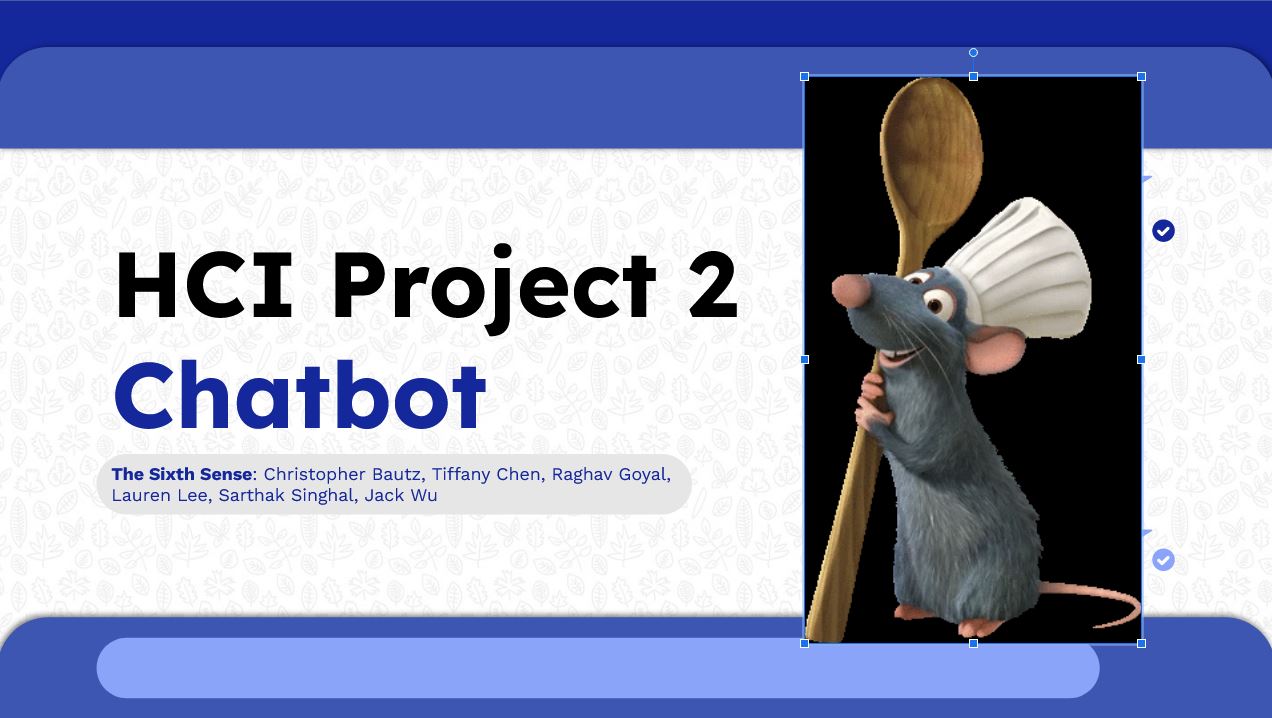 HCI Project 2
Chatbot
The Sixth Sense: Christopher Bautz, Tiffany Chen, Raghav Goyal,
Lauren Lee, Sarthak Singhal, Jack Wu